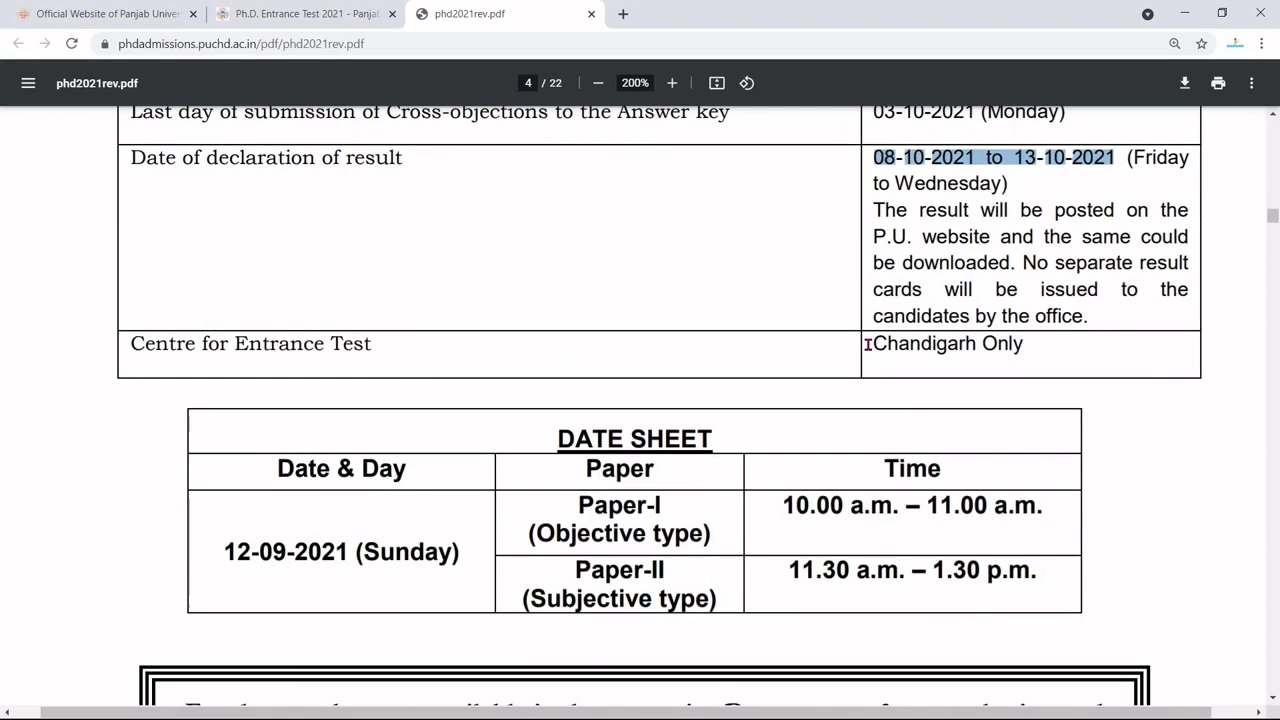 Official Website of Panjab Univer
Ph.D. Entrance Test 2021 - Panjab
phd2021rev.pdf
phdadmissions.puchd.ac.in/pdf/phd2021rev.pdf
phd2021rev.pdf
4 / 22
200%
Last day of submission of Cross-objections to the Answer key
03-10-2021 (Monday)
Date of declaration of result
08-10-2021 to 13-10-2021 (Friday
to Wednesday)
The result will be posted on the
P.U. website and the same could
be downloaded. No separate result
cards will be issued to the
candidates by the office.
Centre for Entrance Test
Chandigarh Only
DATE SHEET
Date & Day
Paper
Time
12-09-2021 (Sunday)
Paper-I
(Objective type)
10.00 a.m. – 11.00 a.m.
Paper-II
(Subjective type)
11.30 a.m. – 1.30 p.m.